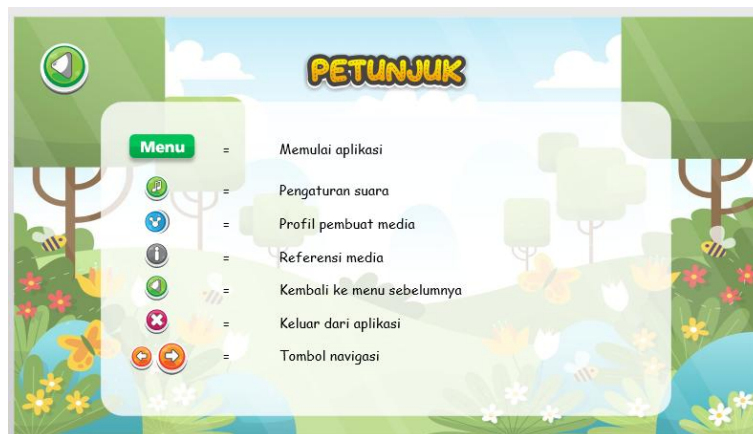 PETUNJUK
Menu = Memulai aplikasi
= Pengaturan suara
= Profil pembuat media
= Referensi media
= Kembali ke menu sebelumnya
= Keluar dari aplikasi
= Tombol navigasi